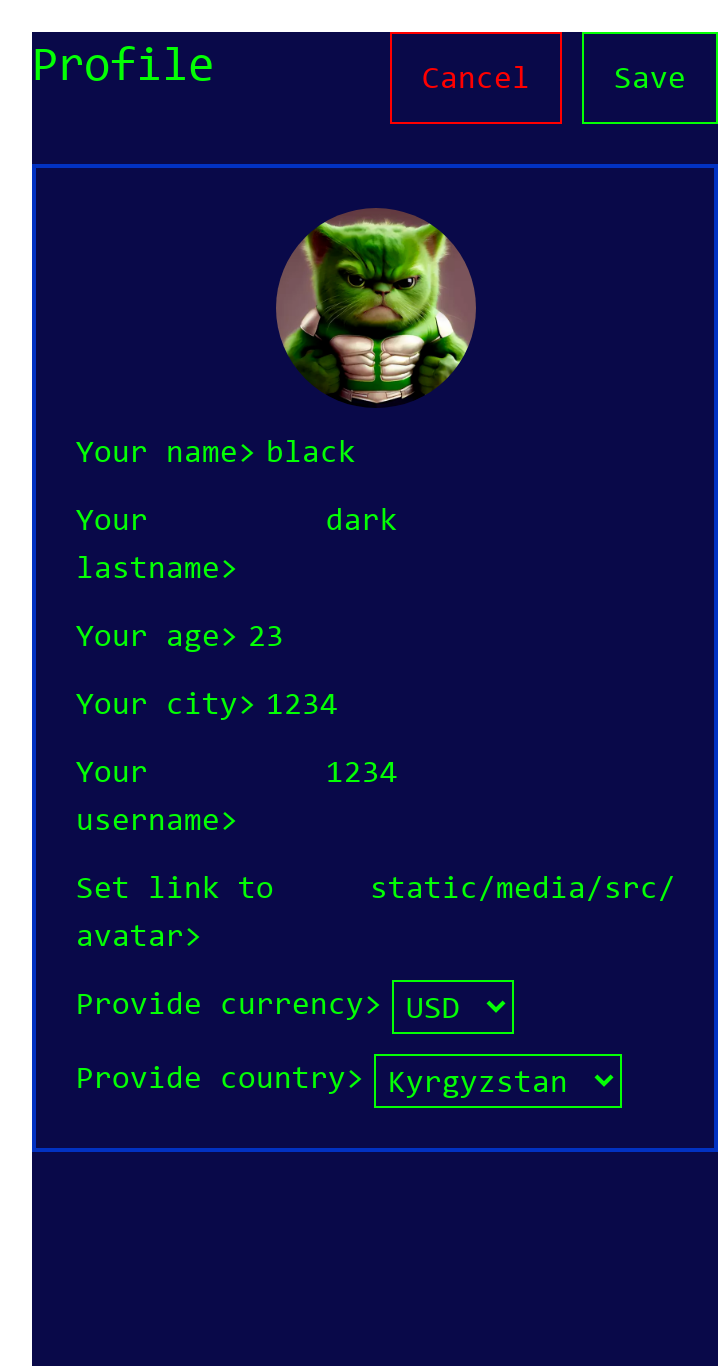 Profile
Cancel
Save
Your name> black
Your lastname> dark
Your age> 23
Your city> 1234
Your username> 1234
Set link to avatar> static/media/src/
Provide currency> USD
Provide country> Kyrgyzstan